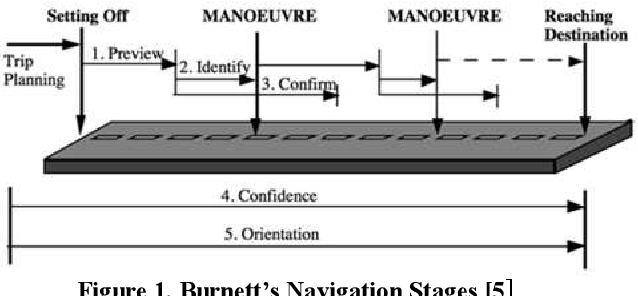 Setting Off
MANOEUVRE
MANOEUVRE
Reaching
Destination
Trip
Planning
1. Preview
2. Identify
3. Confirm
4. Confidence
5. Orientation
Figure 1. Burnett's Navigation Stages [5]